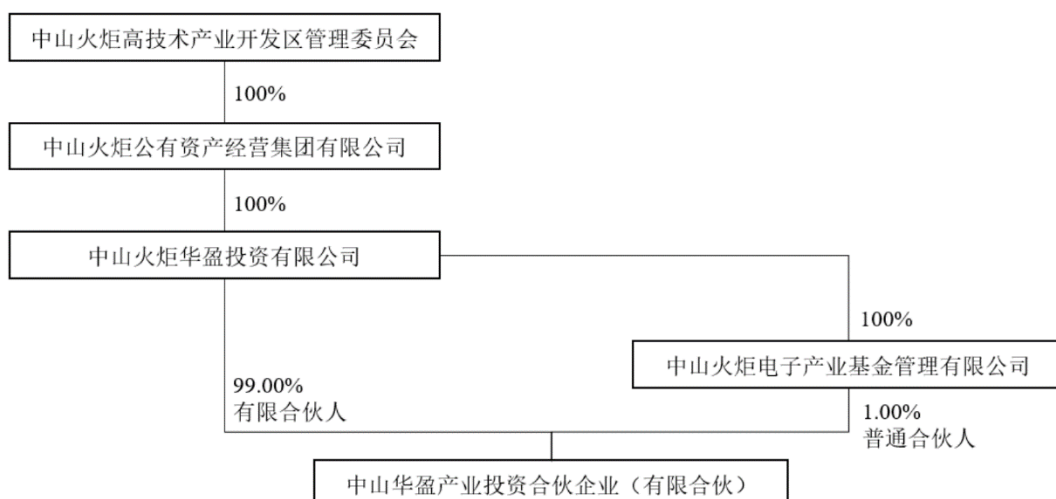 中山火炬高技术产业开发区管理委员会
100%
中山火炬公有资产经营集团有限公司
100%
中山火炬华盈投资有限公司
100%
中山火炬电子产业基金管理有限公司
99.00%
有限合伙人
1.00%
普通合伙人
中山华盈产业投资合伙企业（有限合伙）